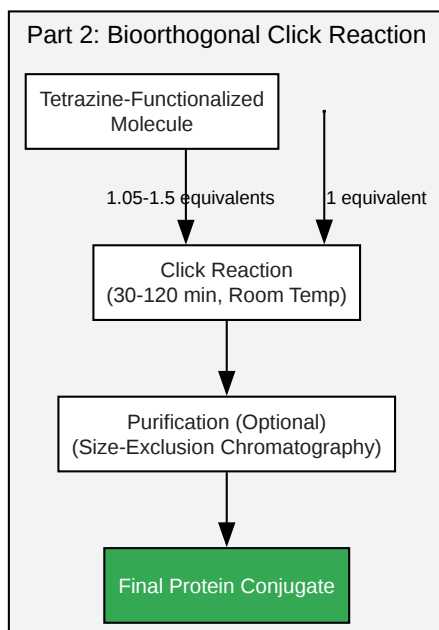 Part 2: Bioorthogonal Click Reaction
Tetrazine-Functionalized
Molecule
1.05-1.5 equivalents
1 equivalent
Click Reaction
(30-120 min, Room Temp)
Purification (Optional)
(Size-Exclusion Chromatography)
Final Protein Conjugate